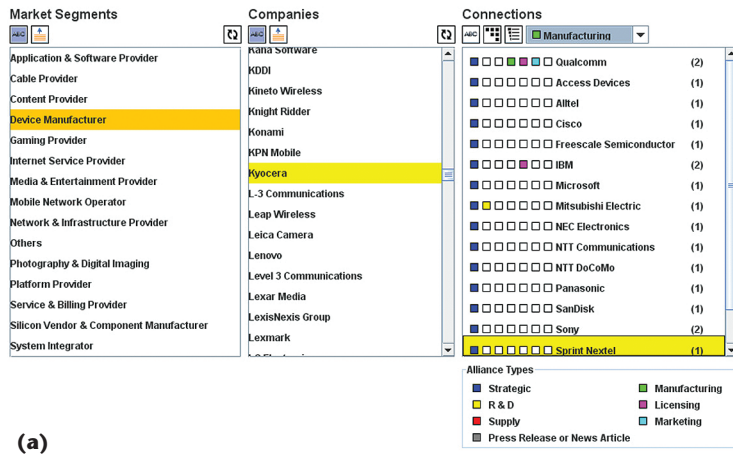 Market Segments
ABC
Application & Software Provider
Cable Provider
Content Provider
Device Manufacturer
Gaming Provider
Internet Service Provider
Media & Entertainment Provider
Mobile Network Operator
Network & Infrastructure Provider
Others
Photography & Digital Imaging
Platform Provider
Service & Billing Provider
Silicon Vendor & Component Manufacturer
System Integrator
Companies
ABC
Kana Software
KDDI
Kineto Wireless
Knight Ridder
Konami
KPN Mobile
Kyocera
L-3 Communications
Leap Wireless
Leica Camera
Lenovo
Level 3 Communications
Lexar Media
LexisNexis Group
Lexmark
Connections
ABC Manufacturing
Qualcomm (2)
Access Devices (1)
Alltel (1)
Cisco (1)
Freescale Semiconductor (1)
IBM (2)
Microsoft (1)
Mitsubishi Electric (1)
NEC Electronics (1)
NTT Communications (1)
NTT DoCoMo (1)
Panasonic (1)
SanDisk (1)
Sony (2)
Sprint Nextel (1)
Alliance Types
Strategic Manufacturing
R & D Licensing
Supply Marketing
Press Release or News Article
(a)